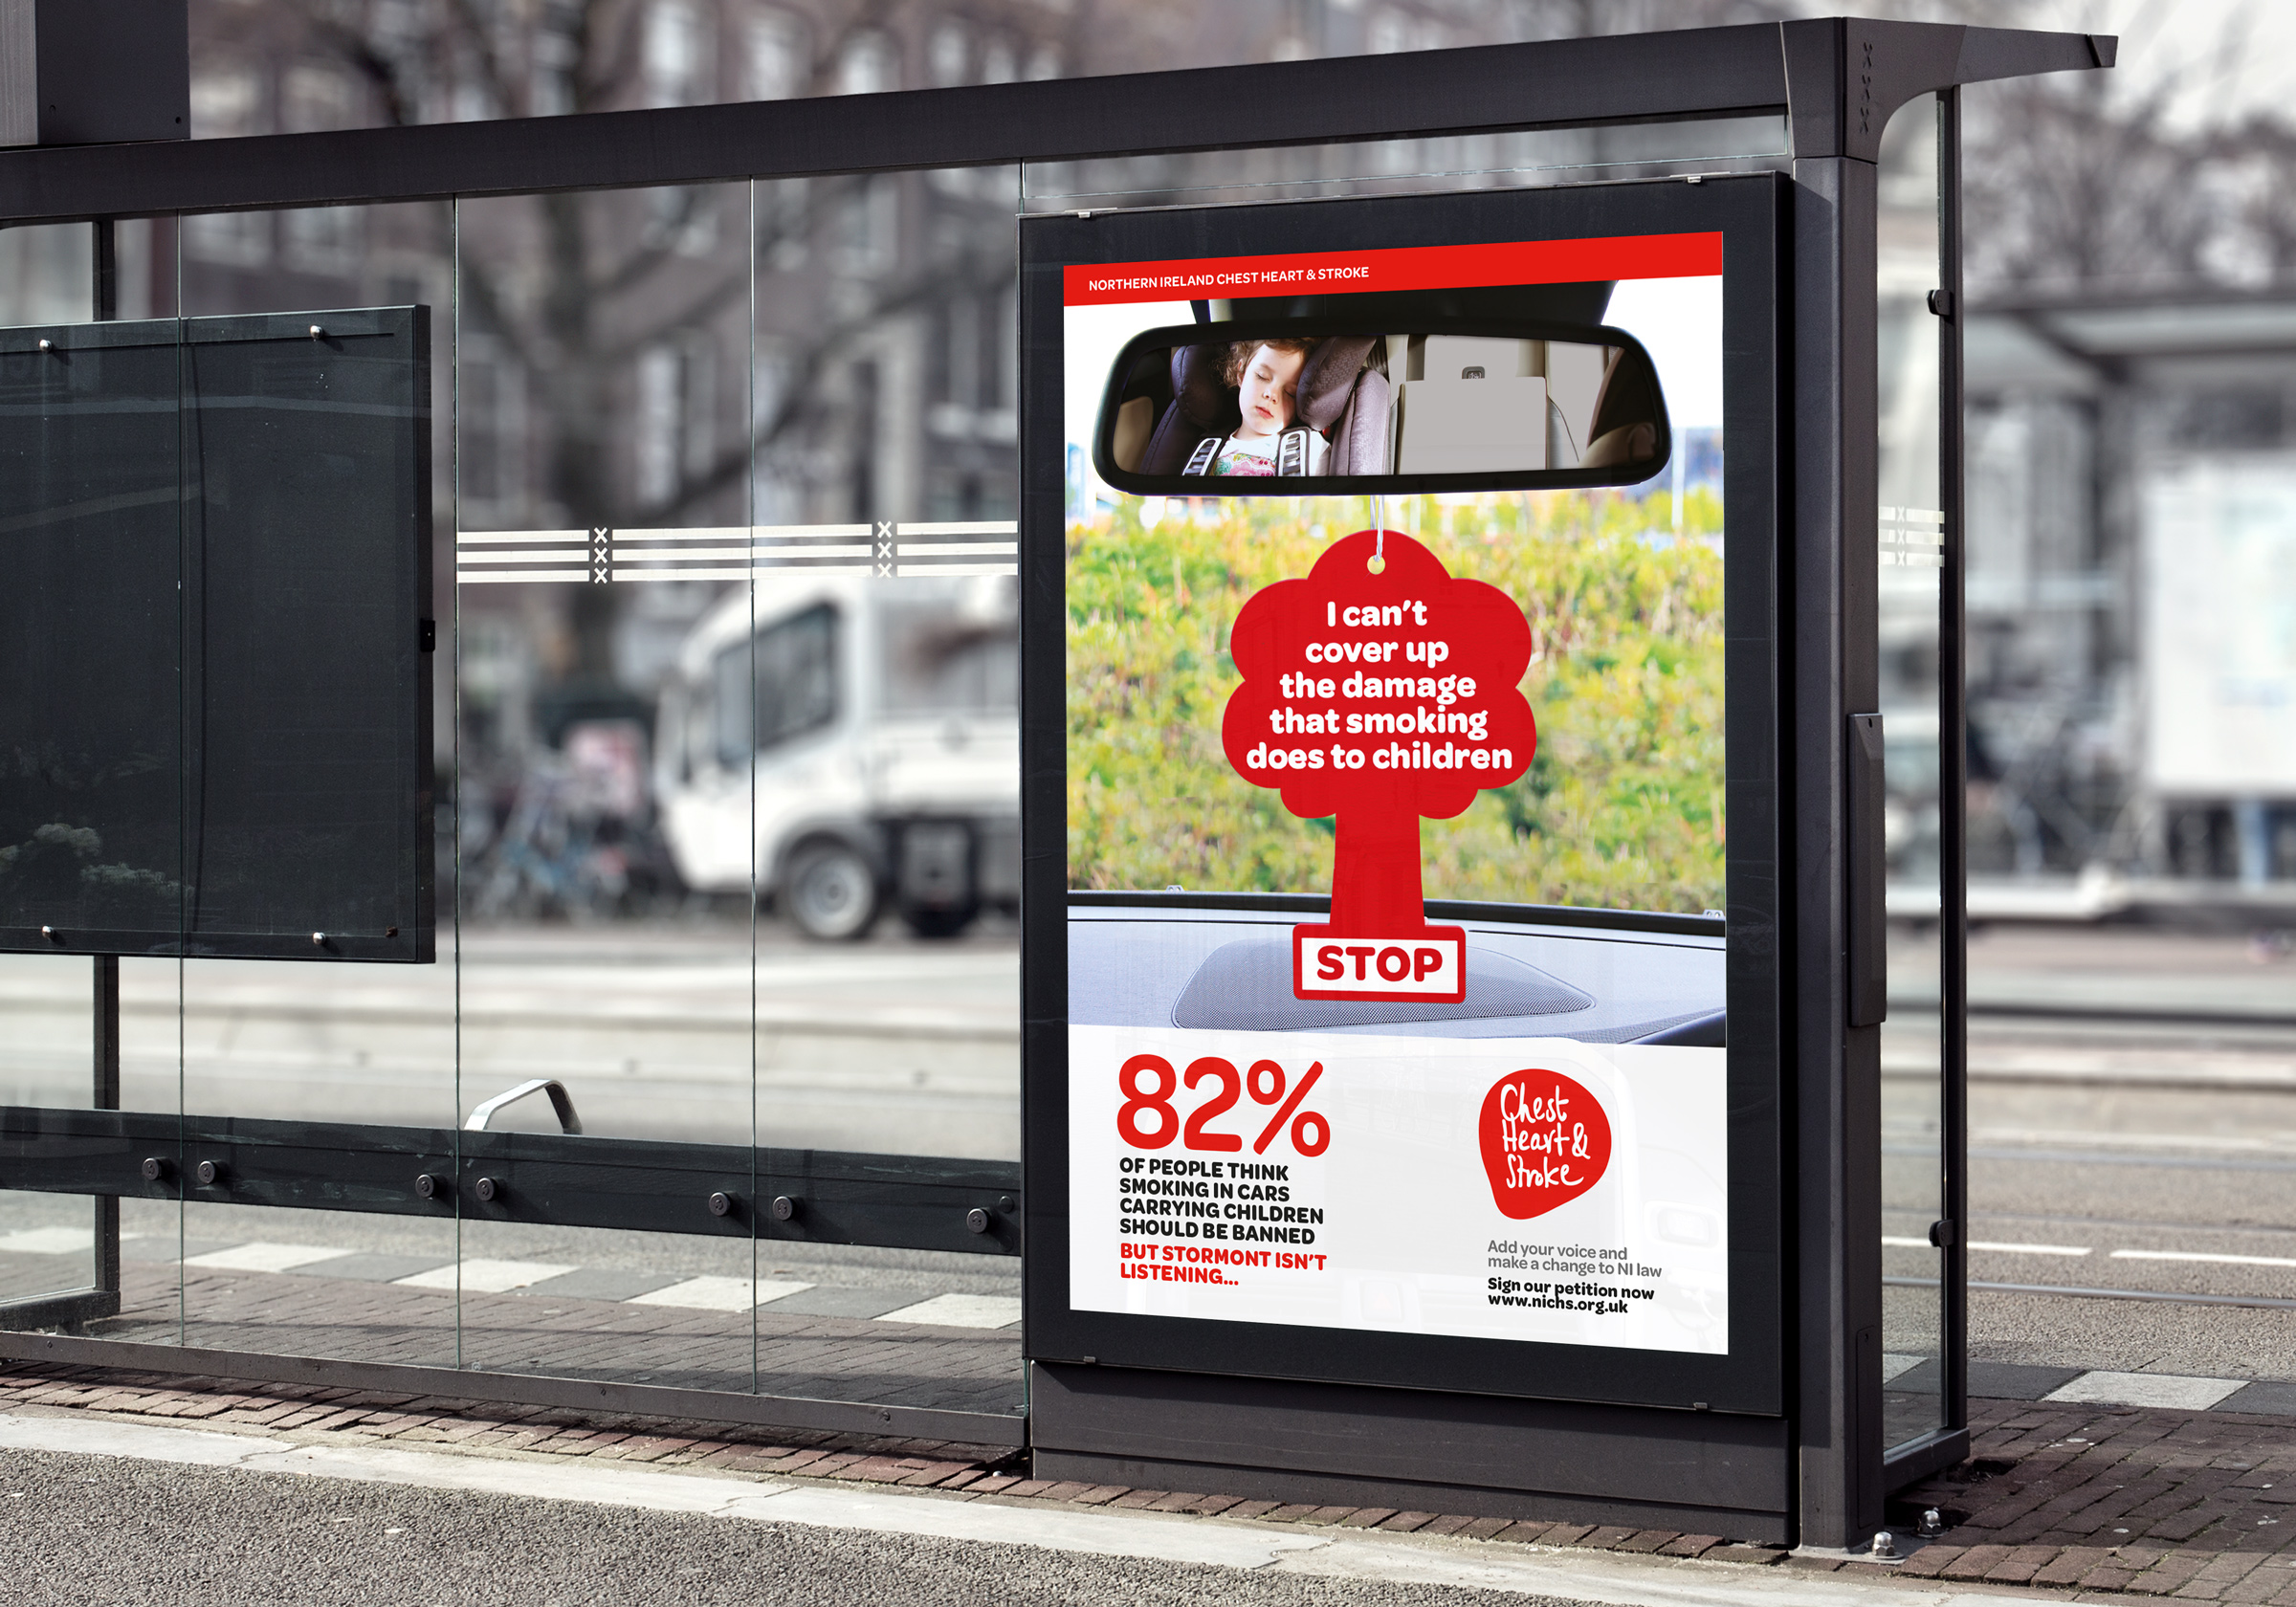 NORTHERN IRELAND CHEST HEART & STROKE
I can't
cover up
the damage
that smoking
does to children
STOP
82%
OF PEOPLE THINK
SMOKING IN CARS
CARRYING CHILDREN
SHOULD BE BANNED
BUT STORMONT ISN'T
LISTENING...
Chest
Heart &
Stroke
Add your voice and
make a change to NI law
Sign our petition now
www.nichs.org.uk